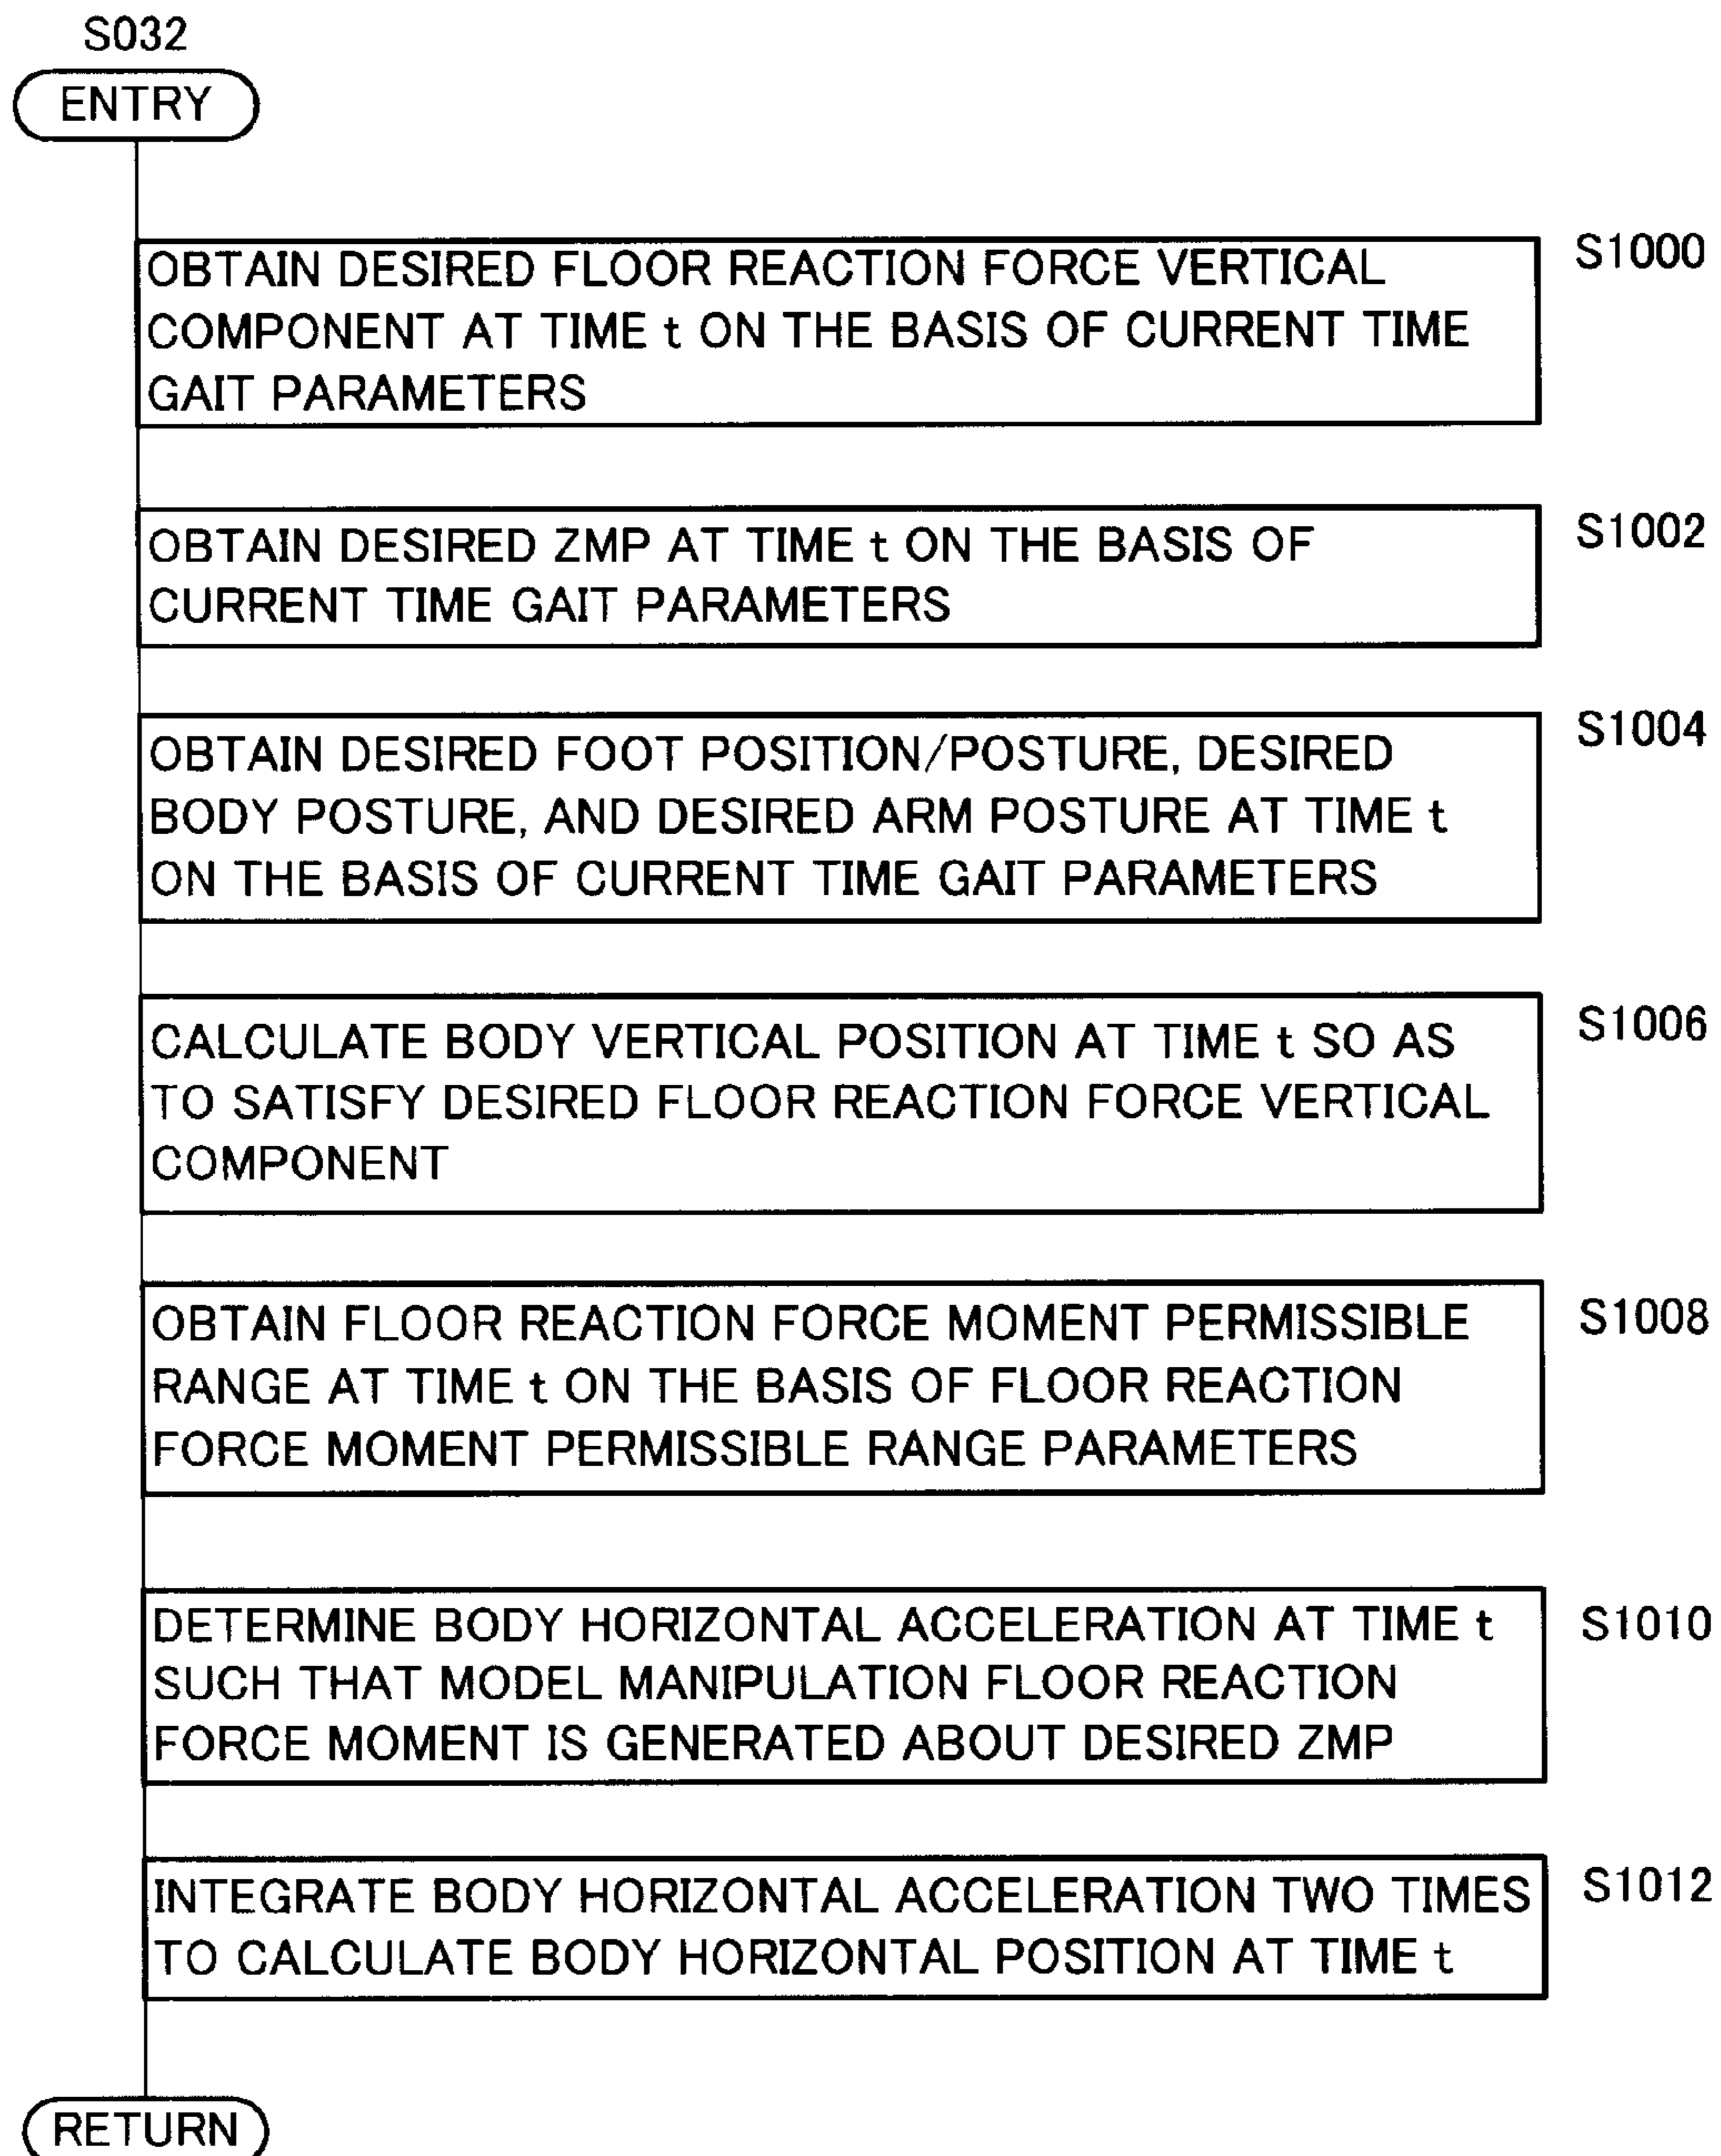 S032
ENTRY
OBTAIN DESIRED FLOOR REACTION FORCE VERTICAL
COMPONENT AT TIME t ON THE BASIS OF CURRENT TIME
GAIT PARAMETERS
S1000
OBTAIN DESIRED ZMP AT TIME t ON THE BASIS OF
CURRENT TIME GAIT PARAMETERS
S1002
OBTAIN DESIRED FOOT POSITION/POSTURE, DESIRED
BODY POSTURE, AND DESIRED ARM POSTURE AT TIME t
ON THE BASIS OF CURRENT TIME GAIT PARAMETERS
S1004
CALCULATE BODY VERTICAL POSITION AT TIME t SO AS
TO SATISFY DESIRED FLOOR REACTION FORCE VERTICAL
COMPONENT
S1006
OBTAIN FLOOR REACTION FORCE MOMENT PERMISSIBLE
RANGE AT TIME t ON THE BASIS OF FLOOR REACTION
FORCE MOMENT PERMISSIBLE RANGE PARAMETERS
S1008
DETERMINE BODY HORIZONTAL ACCELERATION AT TIME t
SUCH THAT MODEL MANIPULATION FLOOR REACTION
FORCE MOMENT IS GENERATED ABOUT DESIRED ZMP
S1010
INTEGRATE BODY HORIZONTAL ACCELERATION TWO TIMES
TO CALCULATE BODY HORIZONTAL POSITION AT TIME t
S1012
RETURN